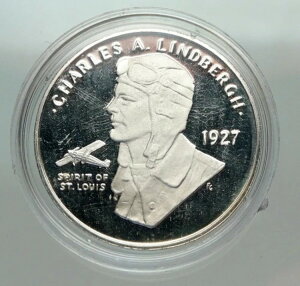 · CHARLES A. LINDBERGH ·
1927
SPIRIT OF
ST. LOUIS